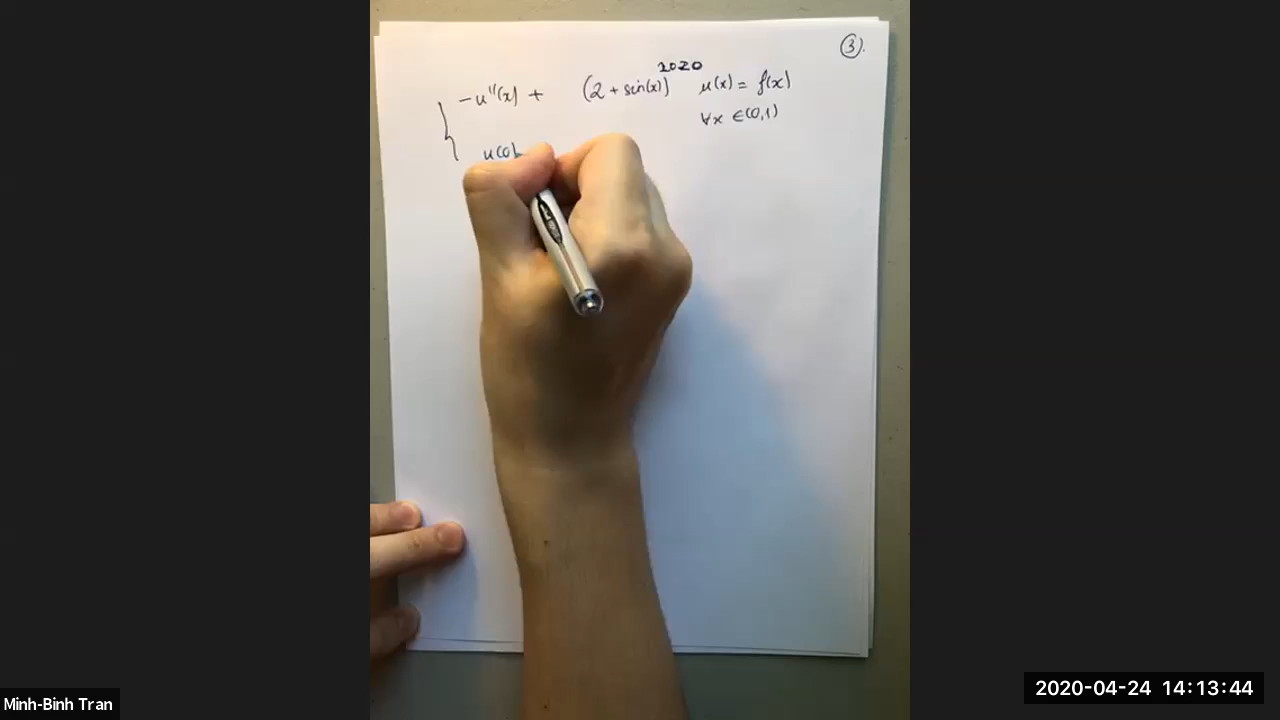 ③.
-u''(x) + (2 + sin(x))^2020 u(x) = f(x)
∀x ∈ (0,1)
u(0)
Minh-Binh Tran
2020-04-24 14:13:44